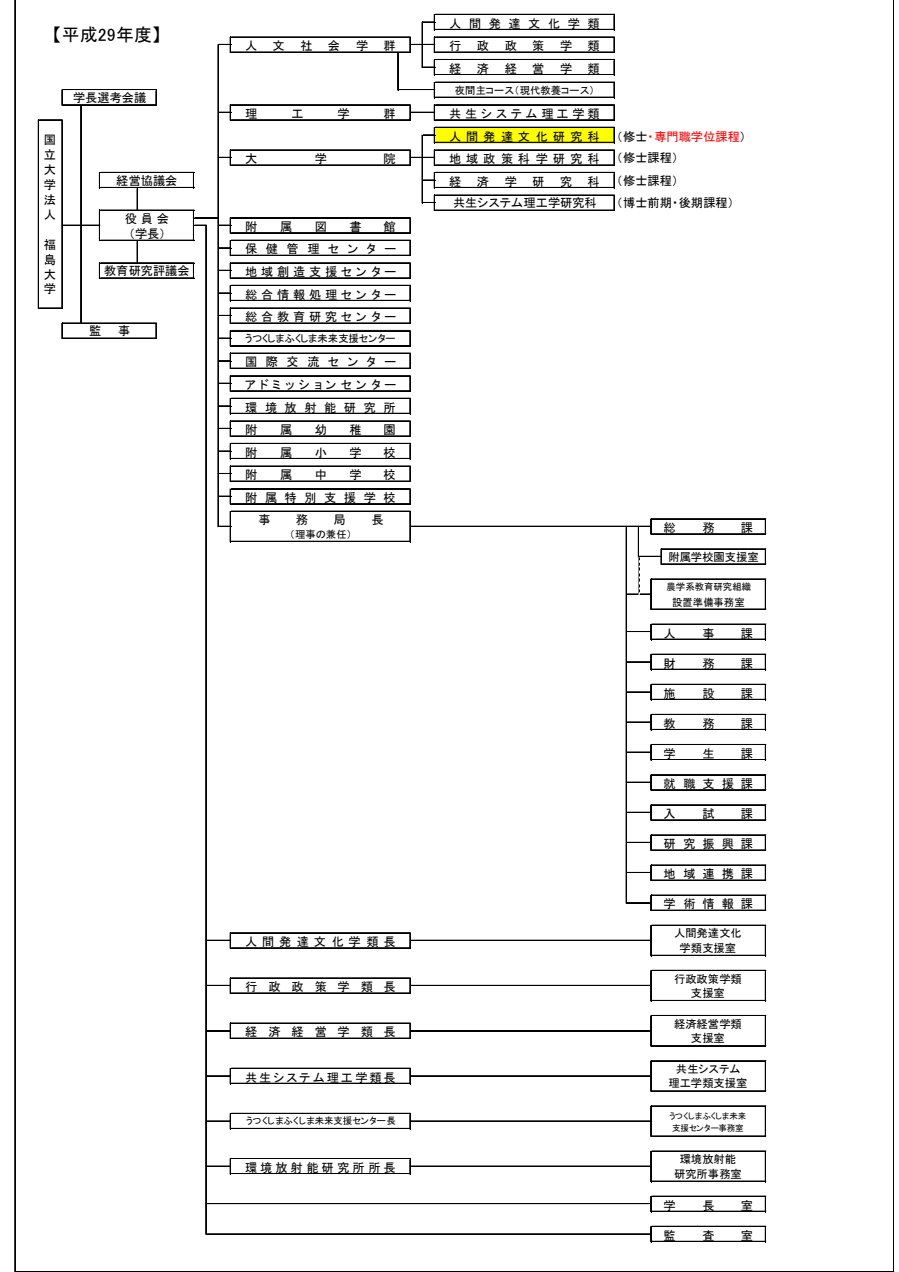 【平成29年度】
学長選考会議
国立大学法人 福島大学
経営協議会
役員会
(学長)
教育研究評議会
監事
人文社会学群
人間発達文化学類
行政政策学類
経済経営学類
夜間主コース(現代教養コース)
理工学群
共生システム理工学類
大学院
人間発達文化研究科 (修士・専門職学位課程)
地域政策科学研究科 (修士課程)
経済学研究科 (修士課程)
共生システム理工学研究科 (博士前期・後期課程)
附属図書館
保健管理センター
地域創造支援センター
総合情報処理センター
総合教育研究センター
うつくしまふくしま未来支援センター
国際交流センター
アドミッションセンター
環境放射能研究所
附属幼稚園
附属小学校
附属中学校
附属特別支援学校
事務局長
(理事の兼任)
総務課
附属学校園支援室
農学系教育研究組織
設置準備事務室
人事課
財務課
施設課
教務課
学生課
就職支援課
入試課
研究振興課
地域連携課
学術情報課
人間発達文化学類長
人間発達文化
学類支援室
行政政策学類長
行政政策学類
支援室
経済経営学類長
経済経営学類
支援室
共生システム理工学類長
共生システム
理工学類支援室
うつくしまふくしま未来支援センター長
うつくしまふくしま未来
支援センター事務室
環境放射能研究所所長
環境放射能
研究所事務室
学長室
監査室